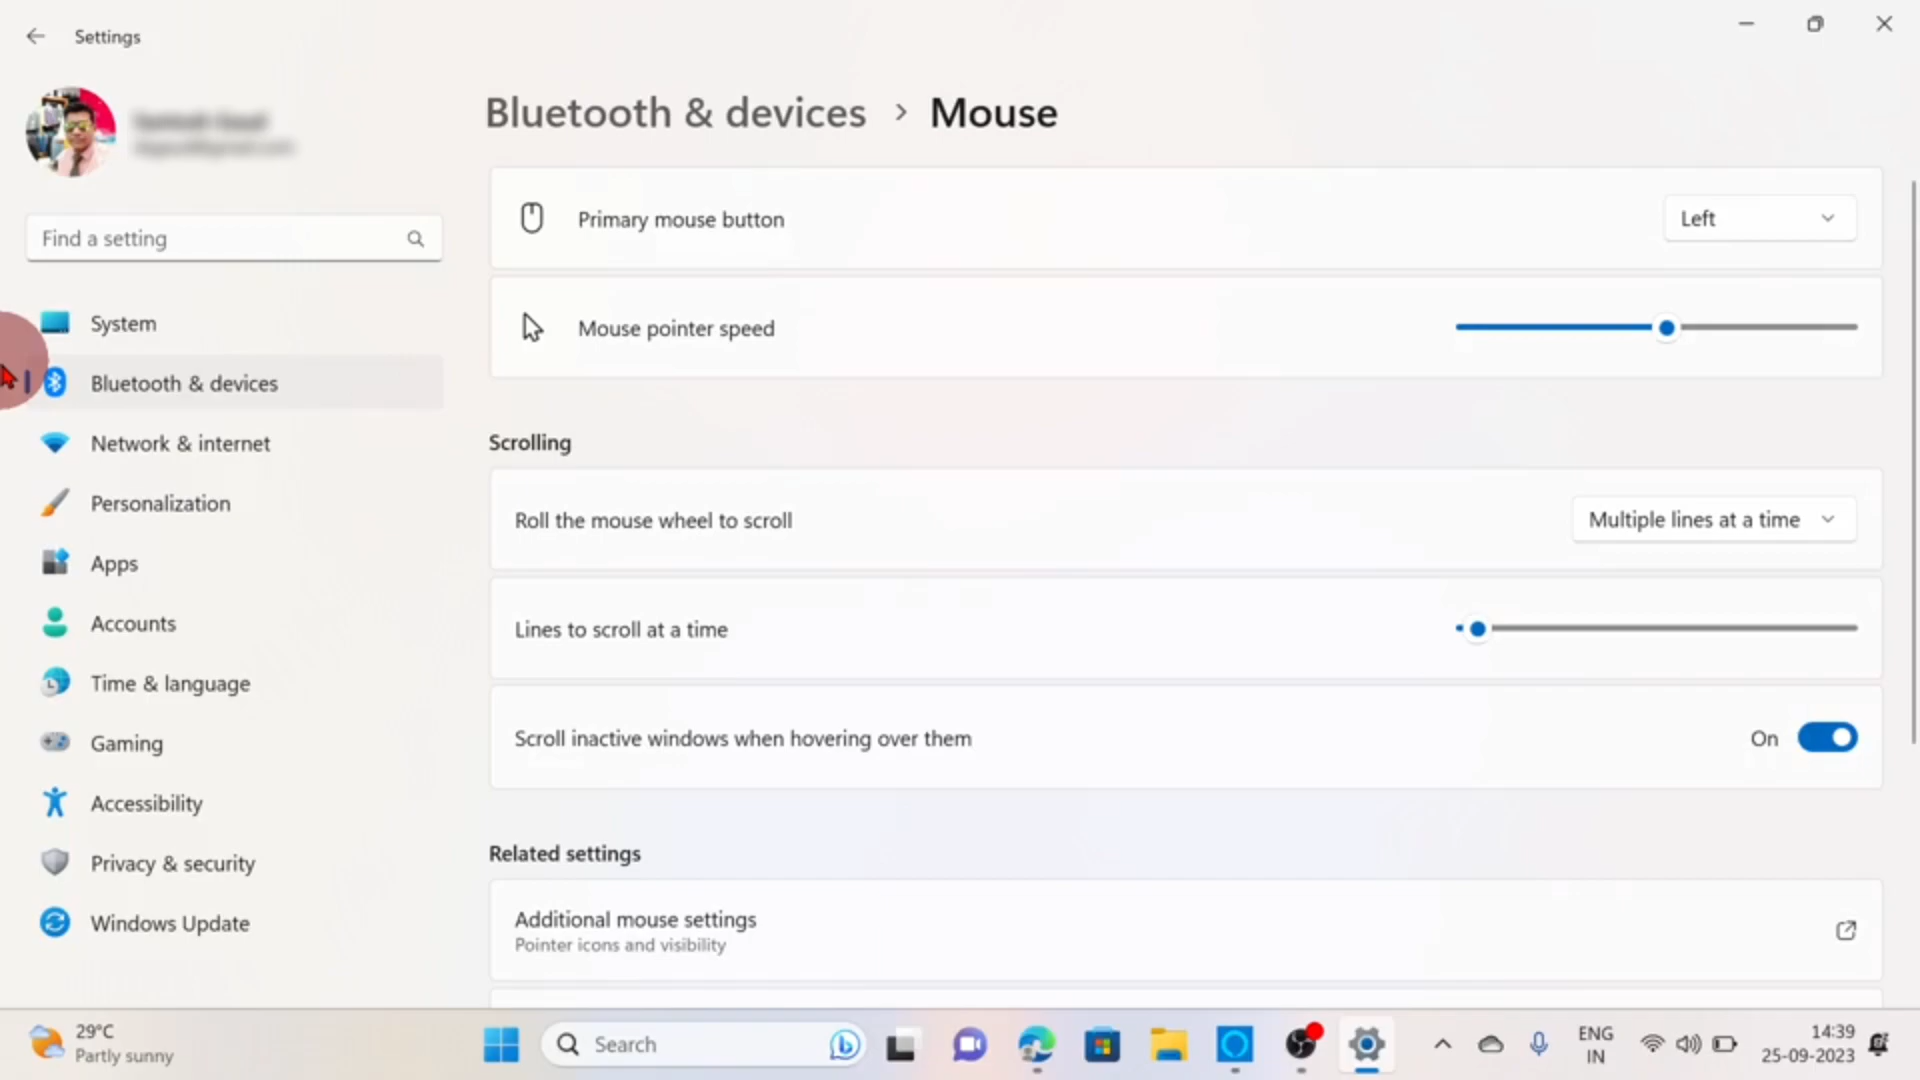 Settings
Find a setting
System
Bluetooth & devices
Network & internet
Personalization
Apps
Accounts
Time & language
Gaming
Accessibility
Privacy & security
Windows Update
Bluetooth & devices > Mouse
Primary mouse button
Left
Mouse pointer speed
Scrolling
Roll the mouse wheel to scroll
Multiple lines at a time
Lines to scroll at a time
Scroll inactive windows when hovering over them
On
Related settings
Additional mouse settings
Pointer icons and visibility
29°C
Partly sunny
Search
ENG
IN
14:39
25-09-2023